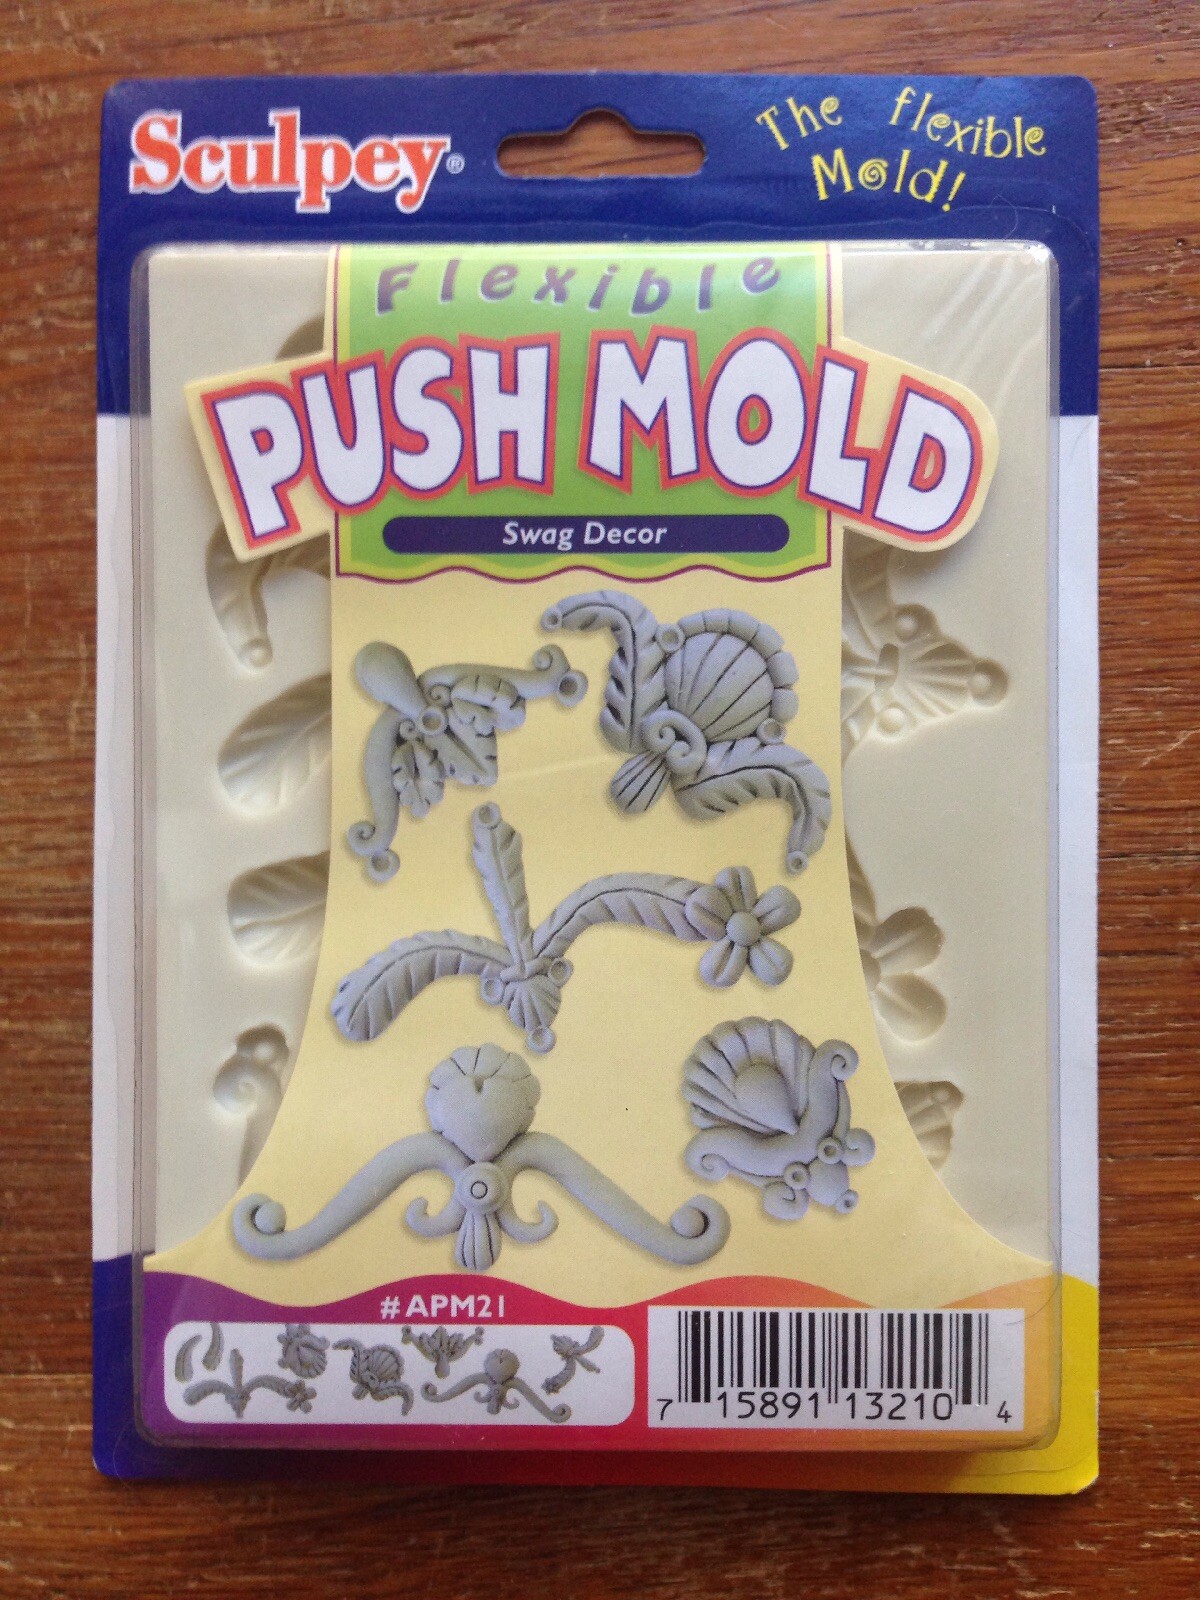 Sculpey®
The flexible
Mold!
Flexible
PUSH MOLD
Swag Decor
#APM21
7 15891 13210 4